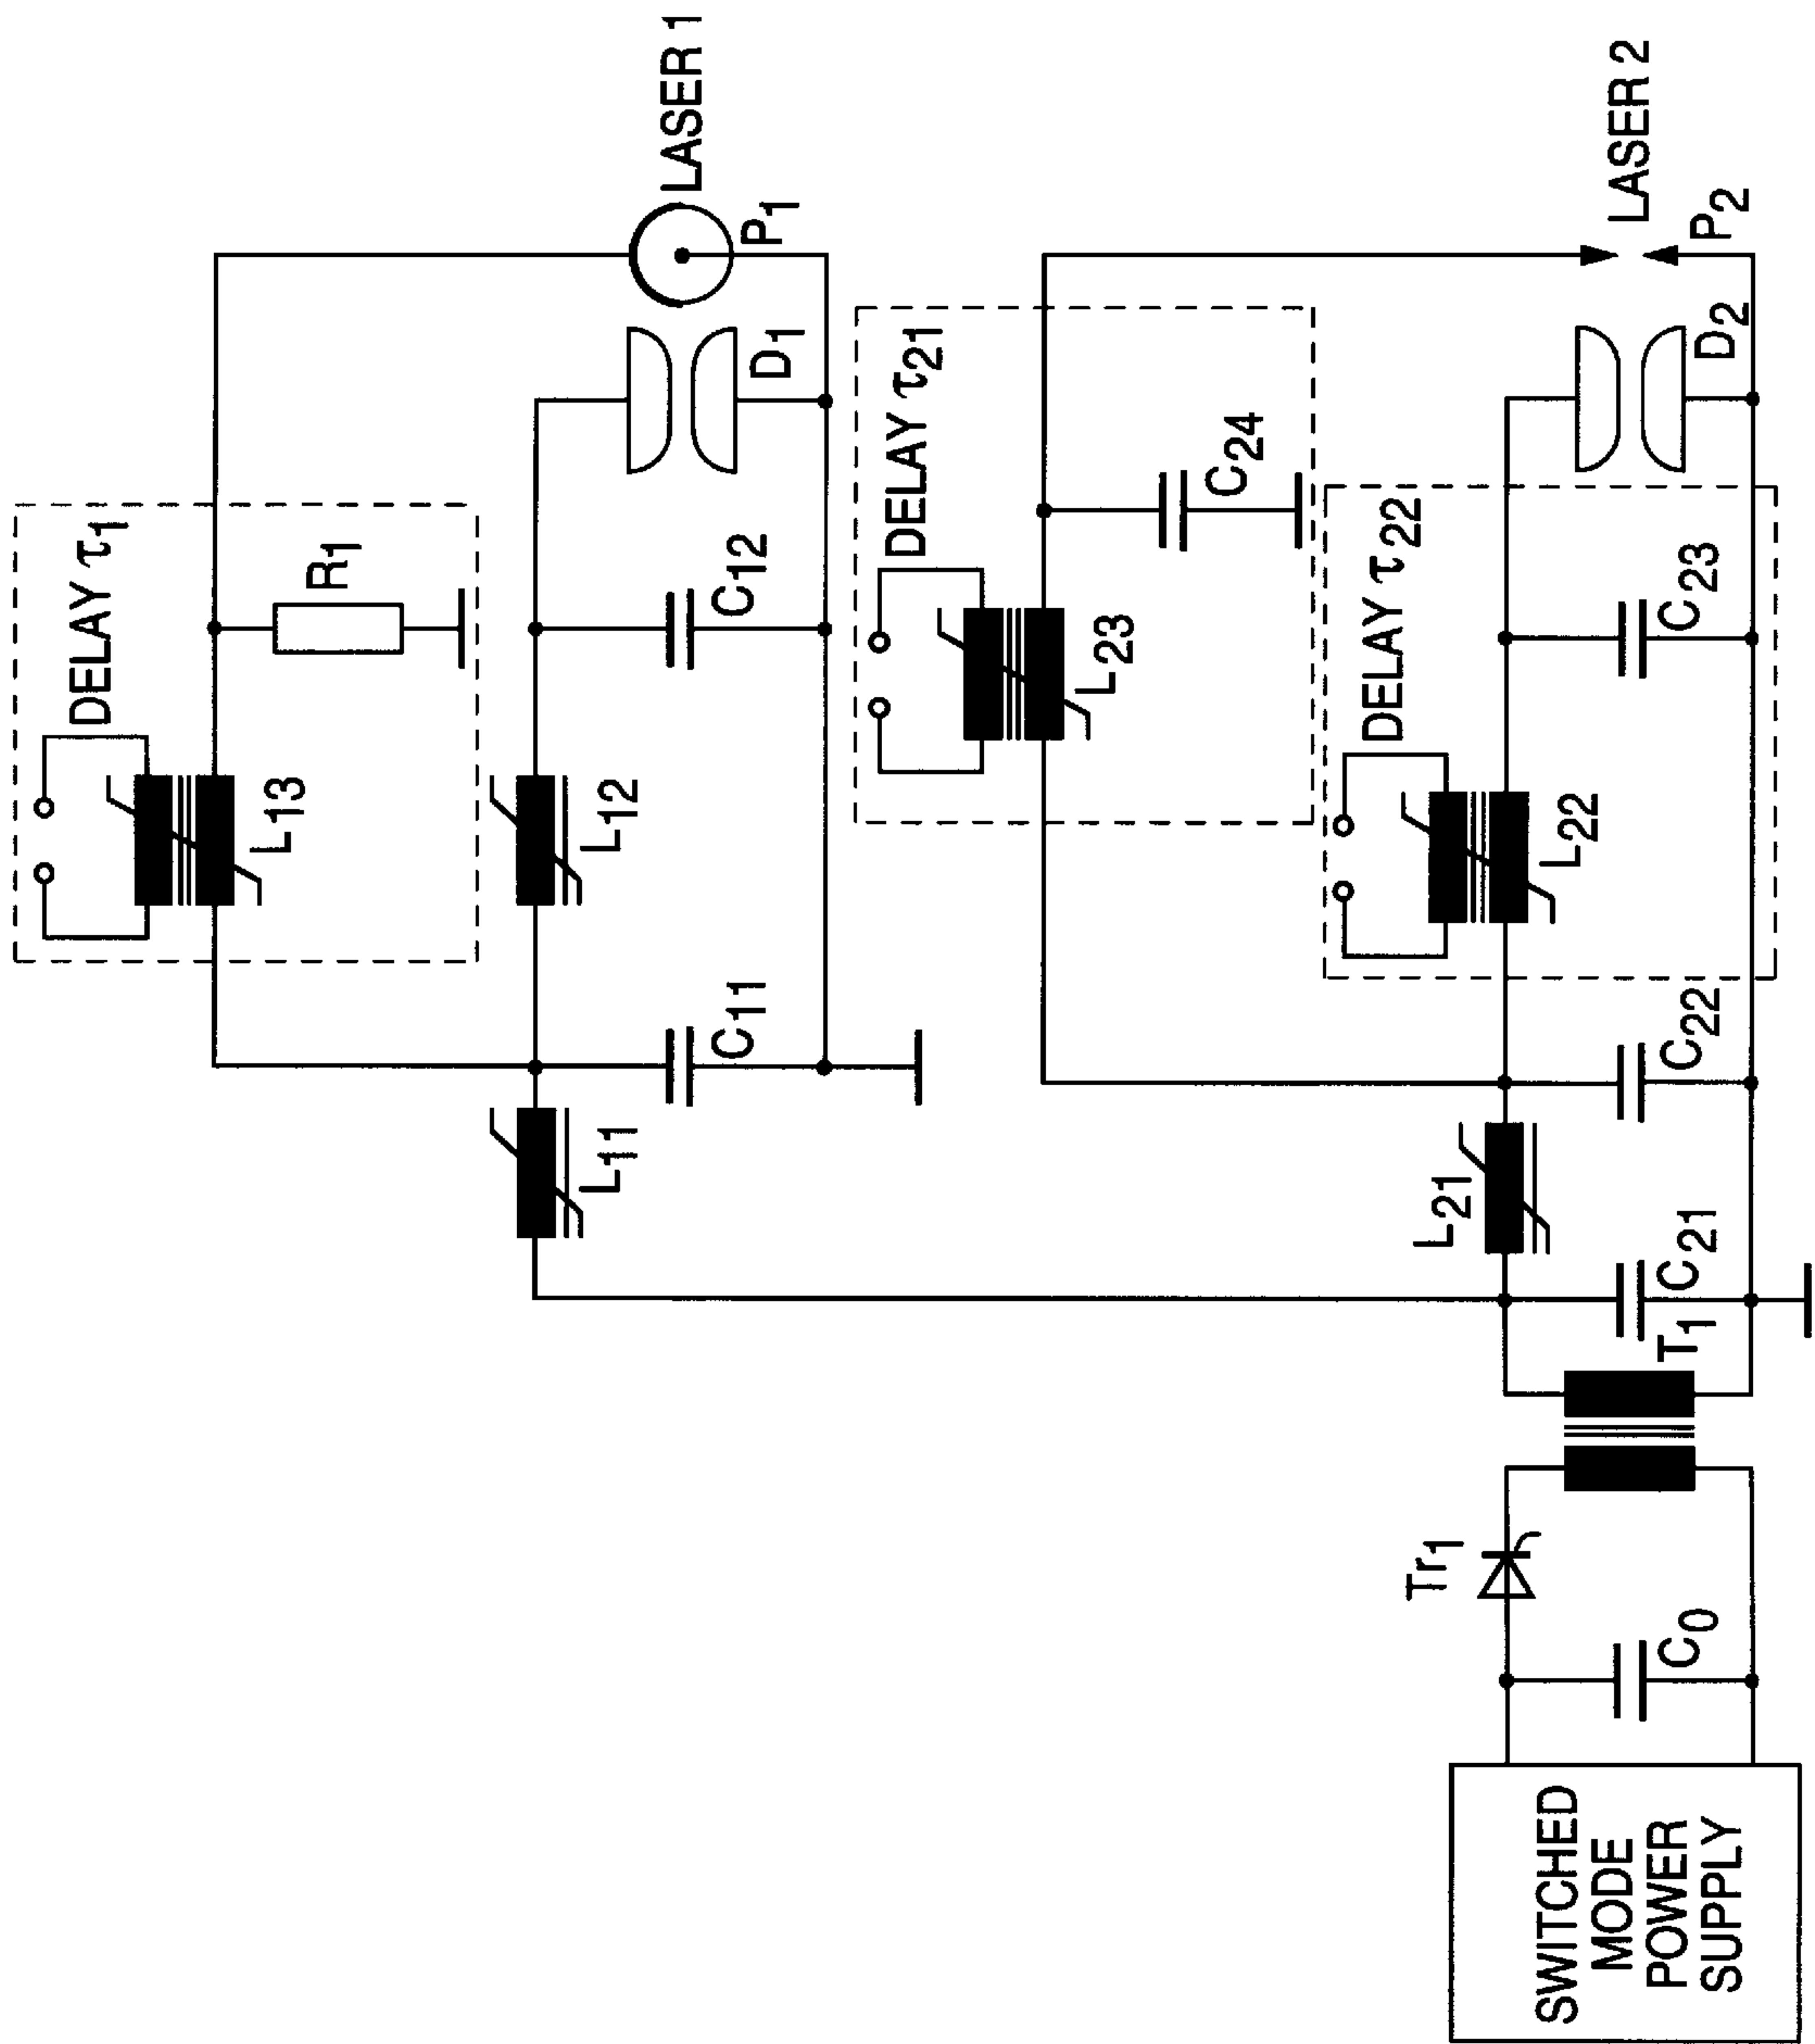 DELAY τ1
L13
R1
LASER 1
P1
L11
C11
L12
C12
D1
DELAY τ21
L23
C24
LASER 2
P2
DELAY τ22
L22
C23
D2
L21
C21
C22
T1
Tr1
C0
SWITCHED
MODE
POWER
SUPPLY